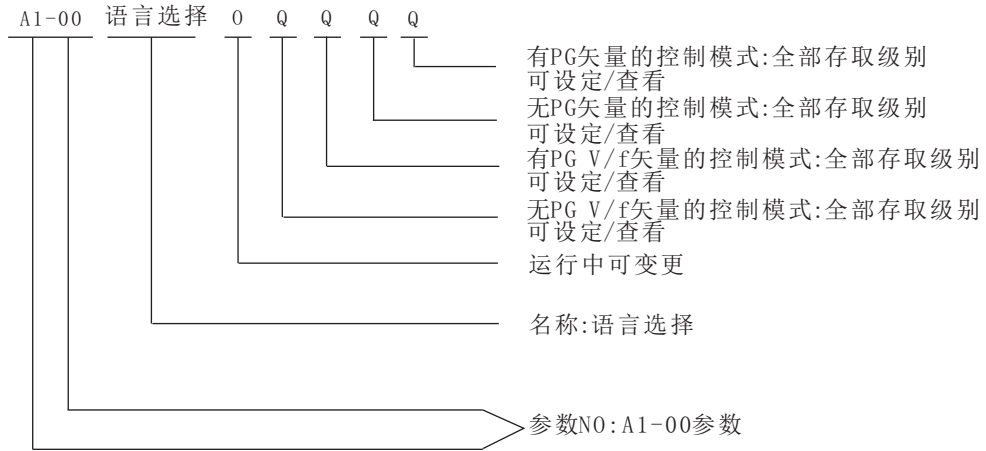 A1-00 语言选择 O Q Q Q Q
有PG矢量的控制模式:全部存取级别
可设定/查看
无PG矢量的控制模式:全部存取级别
可设定/查看
有PG V/f矢量的控制模式:全部存取级别
可设定/查看
无PG V/f矢量的控制模式:全部存取级别
可设定/查看
运行中可变更
名称:语言选择
参数NO:A1-00参数